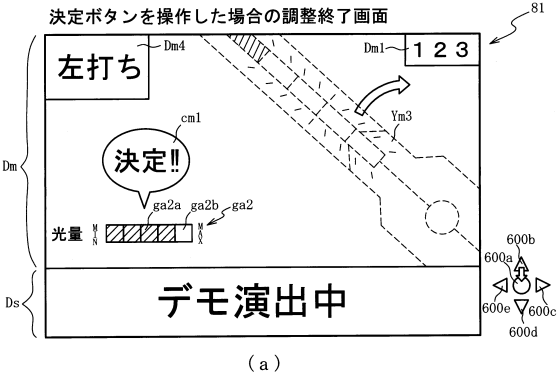 決定ボタンを操作した場合の調整終了画面
81
左打ち
Dm4
Dm1
123
Dm
cm1
Ym3
決定!!
ga2a
ga2b
ga2
光量
MIN
MAX
600b
600a
600e
600c
600d
Ds
デモ演出中
(a)